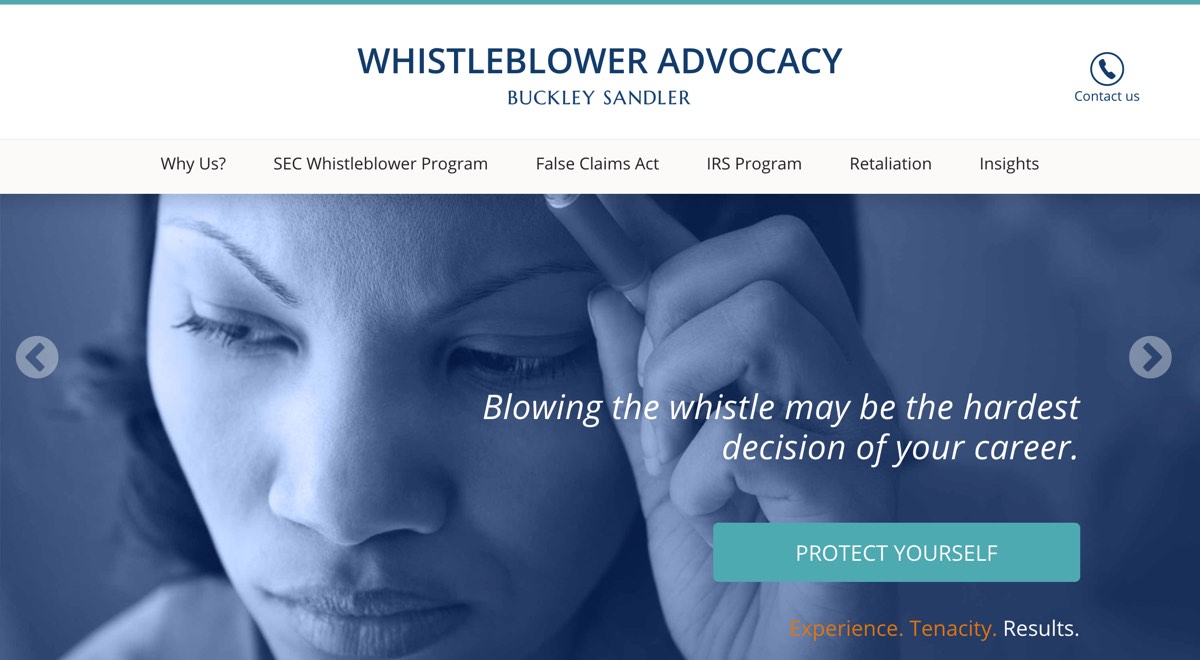 WHISTLEBLOWER ADVOCACY
BUCKLEY SANDLER
Contact us
Why Us? SEC Whistleblower Program False Claims Act IRS Program Retaliation Insights
Blowing the whistle may be the hardest
decision of your career.
PROTECT YOURSELF
Experience. Tenacity. Results.